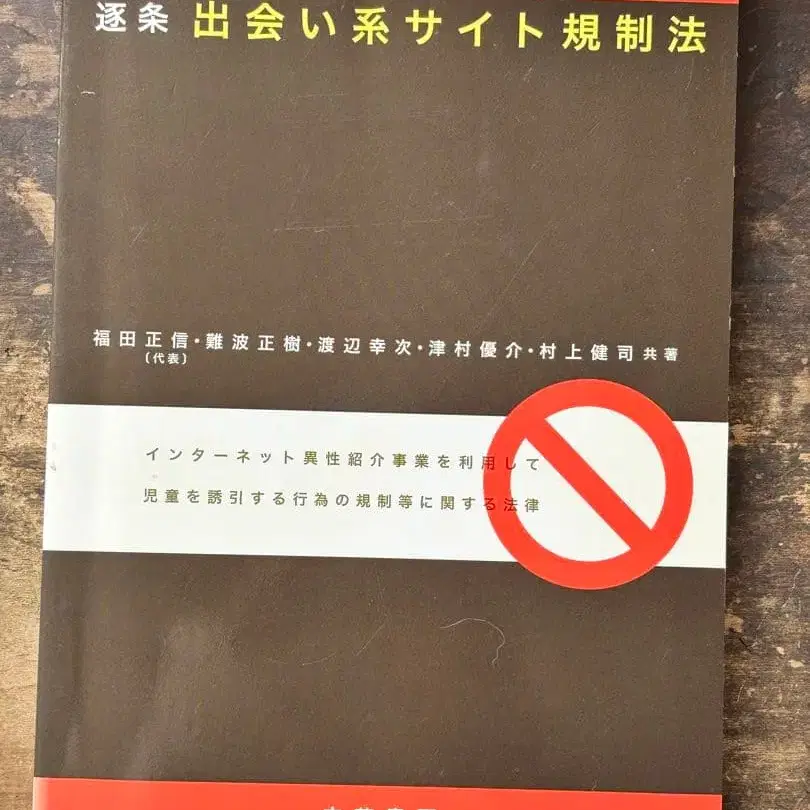 逐条 出会い系サイト規制法
福田正信・難波正樹・渡辺幸次・津村優介・村上健司 共著
(代表)
インターネット異性紹介事業を利用して
児童を誘引する行為の規制等に関する法律